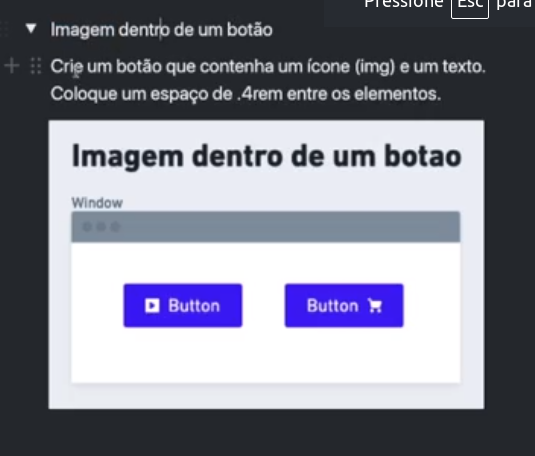 Pressione Esc para
Imagem dentro de um botão
Crie um botão que contenha um ícone (img) e um texto.
Coloque um espaço de .4rem entre os elementos.
Imagem dentro de um botao
Window
Button
Button